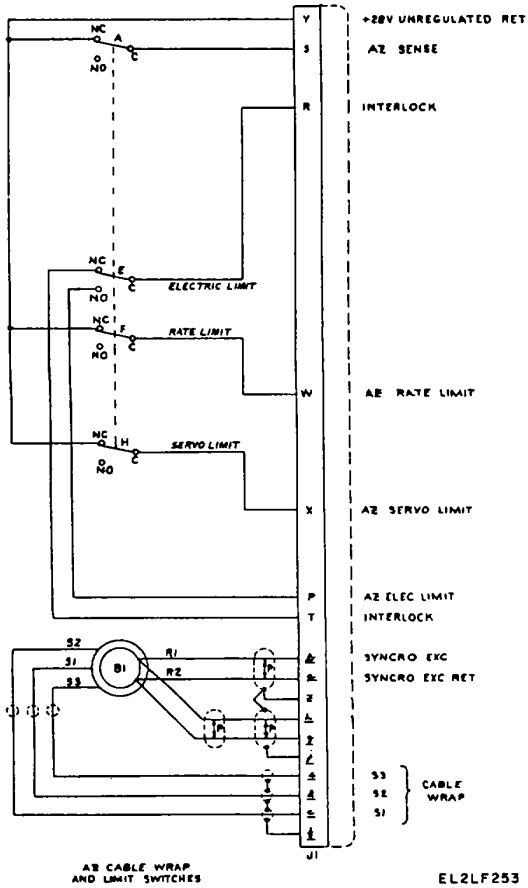 Y +28V UNREGULATED RET
NC A
S AZ SENSE
C
NO
R INTERLOCK
NC E
C
ELECTRIC LIMIT
NO
NC F
RATE LIMIT
C
NO
W AZ RATE LIMIT
NC H
SERVO LIMIT
C
NO
X AZ SERVO LIMIT
P AZ ELEC LIMIT
T INTERLOCK
S2
S1
S3
B1
R1
R2
SYNCRO EXC
SYNCRO EXC RET
P
P
P
S3
S2
S1
CABLE
WRAP
J1
AZ CABLE WRAP
AND LIMIT SWITCHES
EL2LF253